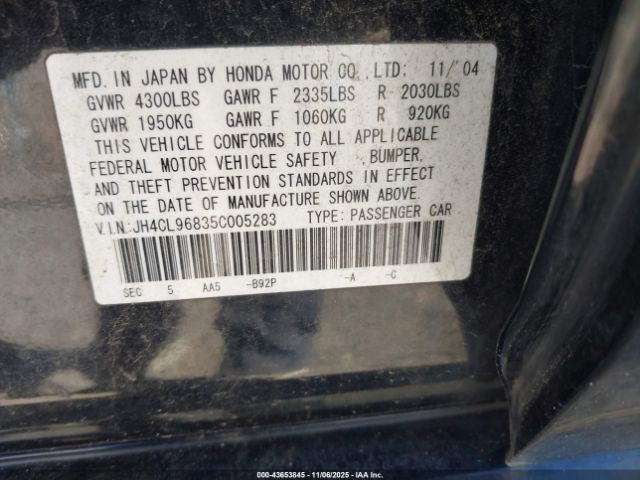 MFD. IN JAPAN BY HONDA MOTOR CO., LTD: 11/'04
GVWR 4300LBS GAWR F 2335LBS R 2030LBS
GVWR 1950KG GAWR F 1060KG R 920KG
THIS VEHICLE CONFORMS TO ALL APPLICABLE
FEDERAL MOTOR VEHICLE SAFETY, BUMPER,
AND THEFT PREVENTION STANDARDS IN EFFECT
ON THE DATE OF MANUFACTURE SHOWN ABOVE.
V.I.N: JH4CL96835C005283 TYPE: PASSENGER CAR
SEC 5 AA5 -B92P -A -C
000-43653845 - 11/06/2025 - IAA Inc.